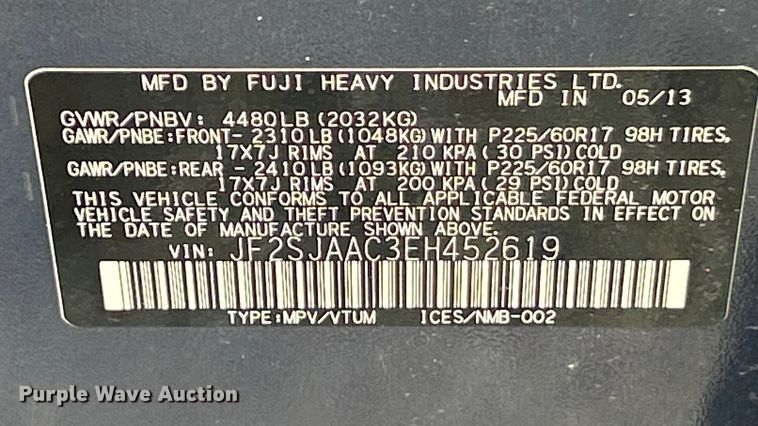 MFD BY FUJI HEAVY INDUSTRIES LTD.
MFD IN 05/13
GVWR/PNBV: 4480LB(2032KG)
GAWR/PNBE:FRONT- 2310LB(1048KG)WITH P225/60R17 98H TIRES,
17X7J RIMS AT 210 KPA(30 PSI)COLD
GAWR/PNBE:REAR - 2410LB(1093KG)WITH P225/60R17 98H TIRES,
17X7J RIMS AT 200 KPA(29 PSI)COLD
THIS VEHICLE CONFORMS TO ALL APPLICABLE FEDERAL MOTOR
VEHICLE SAFETY AND THEFT PREVENTION STANDARDS IN EFFECT ON
THE DATE OF MANUFACTURE SHOWN ABOVE.
VIN: JF2SJAAC3EH452619
TYPE:MPV/VTUM ICES/NMB-002
Purple Wave Auction